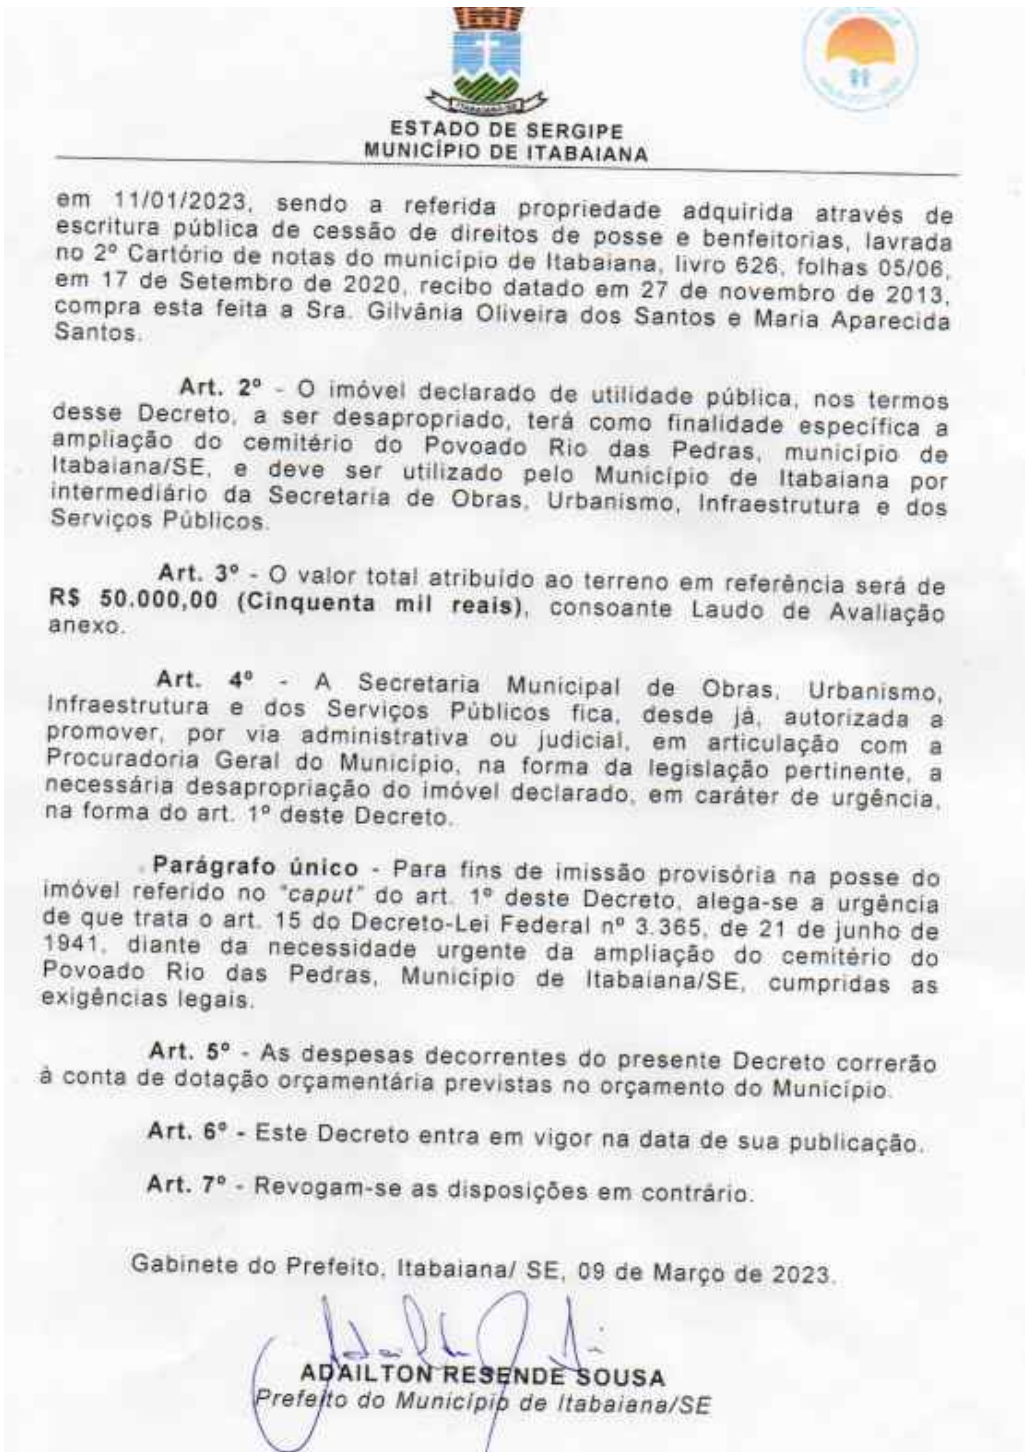 ITABAIANA-SE
ESTADO DE SERGIPE
MUNICÍPIO DE ITABAIANA
em 11/01/2023, sendo a referida propriedade adquirida através de
escritura pública de cessão de direitos de posse e benfeitorias, lavrada
no 2º Cartório de notas do município de Itabaiana, livro 626, folhas 05/06,
em 17 de Setembro de 2020, recibo datado em 27 de novembro de 2013,
compra esta feita a Sra. Gilvânia Oliveira dos Santos e Maria Aparecida
Santos.
Art. 2º - O imóvel declarado de utilidade pública, nos termos
desse Decreto, a ser desapropriado, terá como finalidade específica a
ampliação do cemitério do Povoado Rio das Pedras, município de
Itabaiana/SE, e deve ser utilizado pelo Município de Itabaiana por
intermediário da Secretaria de Obras, Urbanismo, Infraestrutura e dos
Serviços Públicos.
Art. 3º - O valor total atribuído ao terreno em referência será de
R$ 50.000,00 (Cinquenta mil reais), consoante Laudo de Avaliação
anexo.
Art. 4º - A Secretaria Municipal de Obras, Urbanismo,
Infraestrutura e dos Serviços Públicos fica, desde já, autorizada a
promover, por via administrativa ou judicial, em articulação com a
Procuradoria Geral do Município, na forma da legislação pertinente, a
necessária desapropriação do imóvel declarado, em caráter de urgência,
na forma do art. 1º deste Decreto.
Parágrafo único - Para fins de imissão provisória na posse do
imóvel referido no "caput" do art. 1º deste Decreto, alega-se a urgência
de que trata o art. 15 do Decreto-Lei Federal nº 3.365, de 21 de junho de
1941, diante da necessidade urgente da ampliação do cemitério do
Povoado Rio das Pedras, Município de Itabaiana/SE, cumpridas as
exigências legais.
Art. 5º - As despesas decorrentes do presente Decreto correrão
à conta de dotação orçamentária previstas no orçamento do Município.
Art. 6º - Este Decreto entra em vigor na data de sua publicação.
Art. 7º - Revogam-se as disposições em contrário.
Gabinete do Prefeito, Itabaiana/ SE, 09 de Março de 2023.
ADAILTON RESENDE SOUSA
Prefeito do Município de Itabaiana/SE